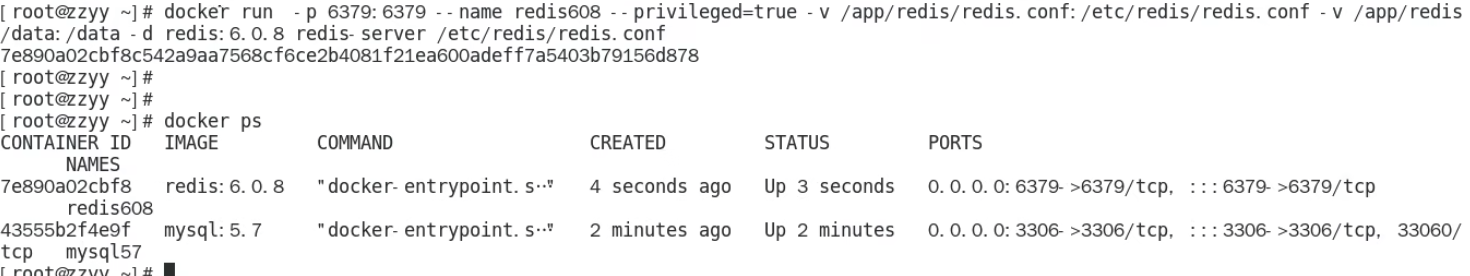 [root@zzyy ~]# docker run  -p 6379:6379 --name redis608 --privileged=true -v /app/redis/redis.conf:/etc/redis/redis.conf -v /app/redis
/data:/data -d redis:6.0.8 redis-server /etc/redis/redis.conf
7e890a02cbf8c542a9aa7568cf6ce2b4081f21ea600adeff7a5403b79156d878
[root@zzyy ~]#
[root@zzyy ~]#
[root@zzyy ~]# docker ps
CONTAINER ID   IMAGE         COMMAND                  CREATED         STATUS         PORTS
      NAMES
7e890a02cbf8   redis:6.0.8   "docker-entrypoint.s…"   4 seconds ago   Up 3 seconds   0.0.0.0:6379->6379/tcp, :::6379->6379/tcp
      redis608
43555b2f4e9f   mysql:5.7     "docker-entrypoint.s…"   2 minutes ago   Up 2 minutes   0.0.0.0:3306->3306/tcp, :::3306->3306/tcp, 33060/
tcp   mysql57
[root@zzyy ~]#